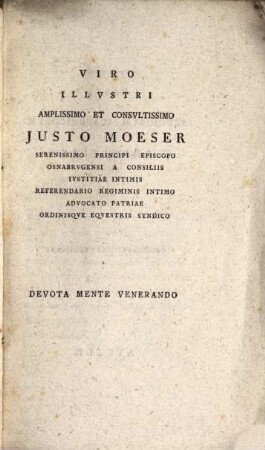 VIRO
ILLVSTRI
AMPLISSIMO ET CONSVLTISSIMO
JUSTO MOESER
SERENISSIMO PRINCIPI EPISCOPO
OSNABRVGENSI A CONSILIIS
IVSTITIAE INTIMIS
REFERENDARIO REGIMINIS INTIMO
ADVOCATO PATRIAE
ORDINISQVE EQVESTRIS SYNDICO
DEVOTA MENTE VENERANDO